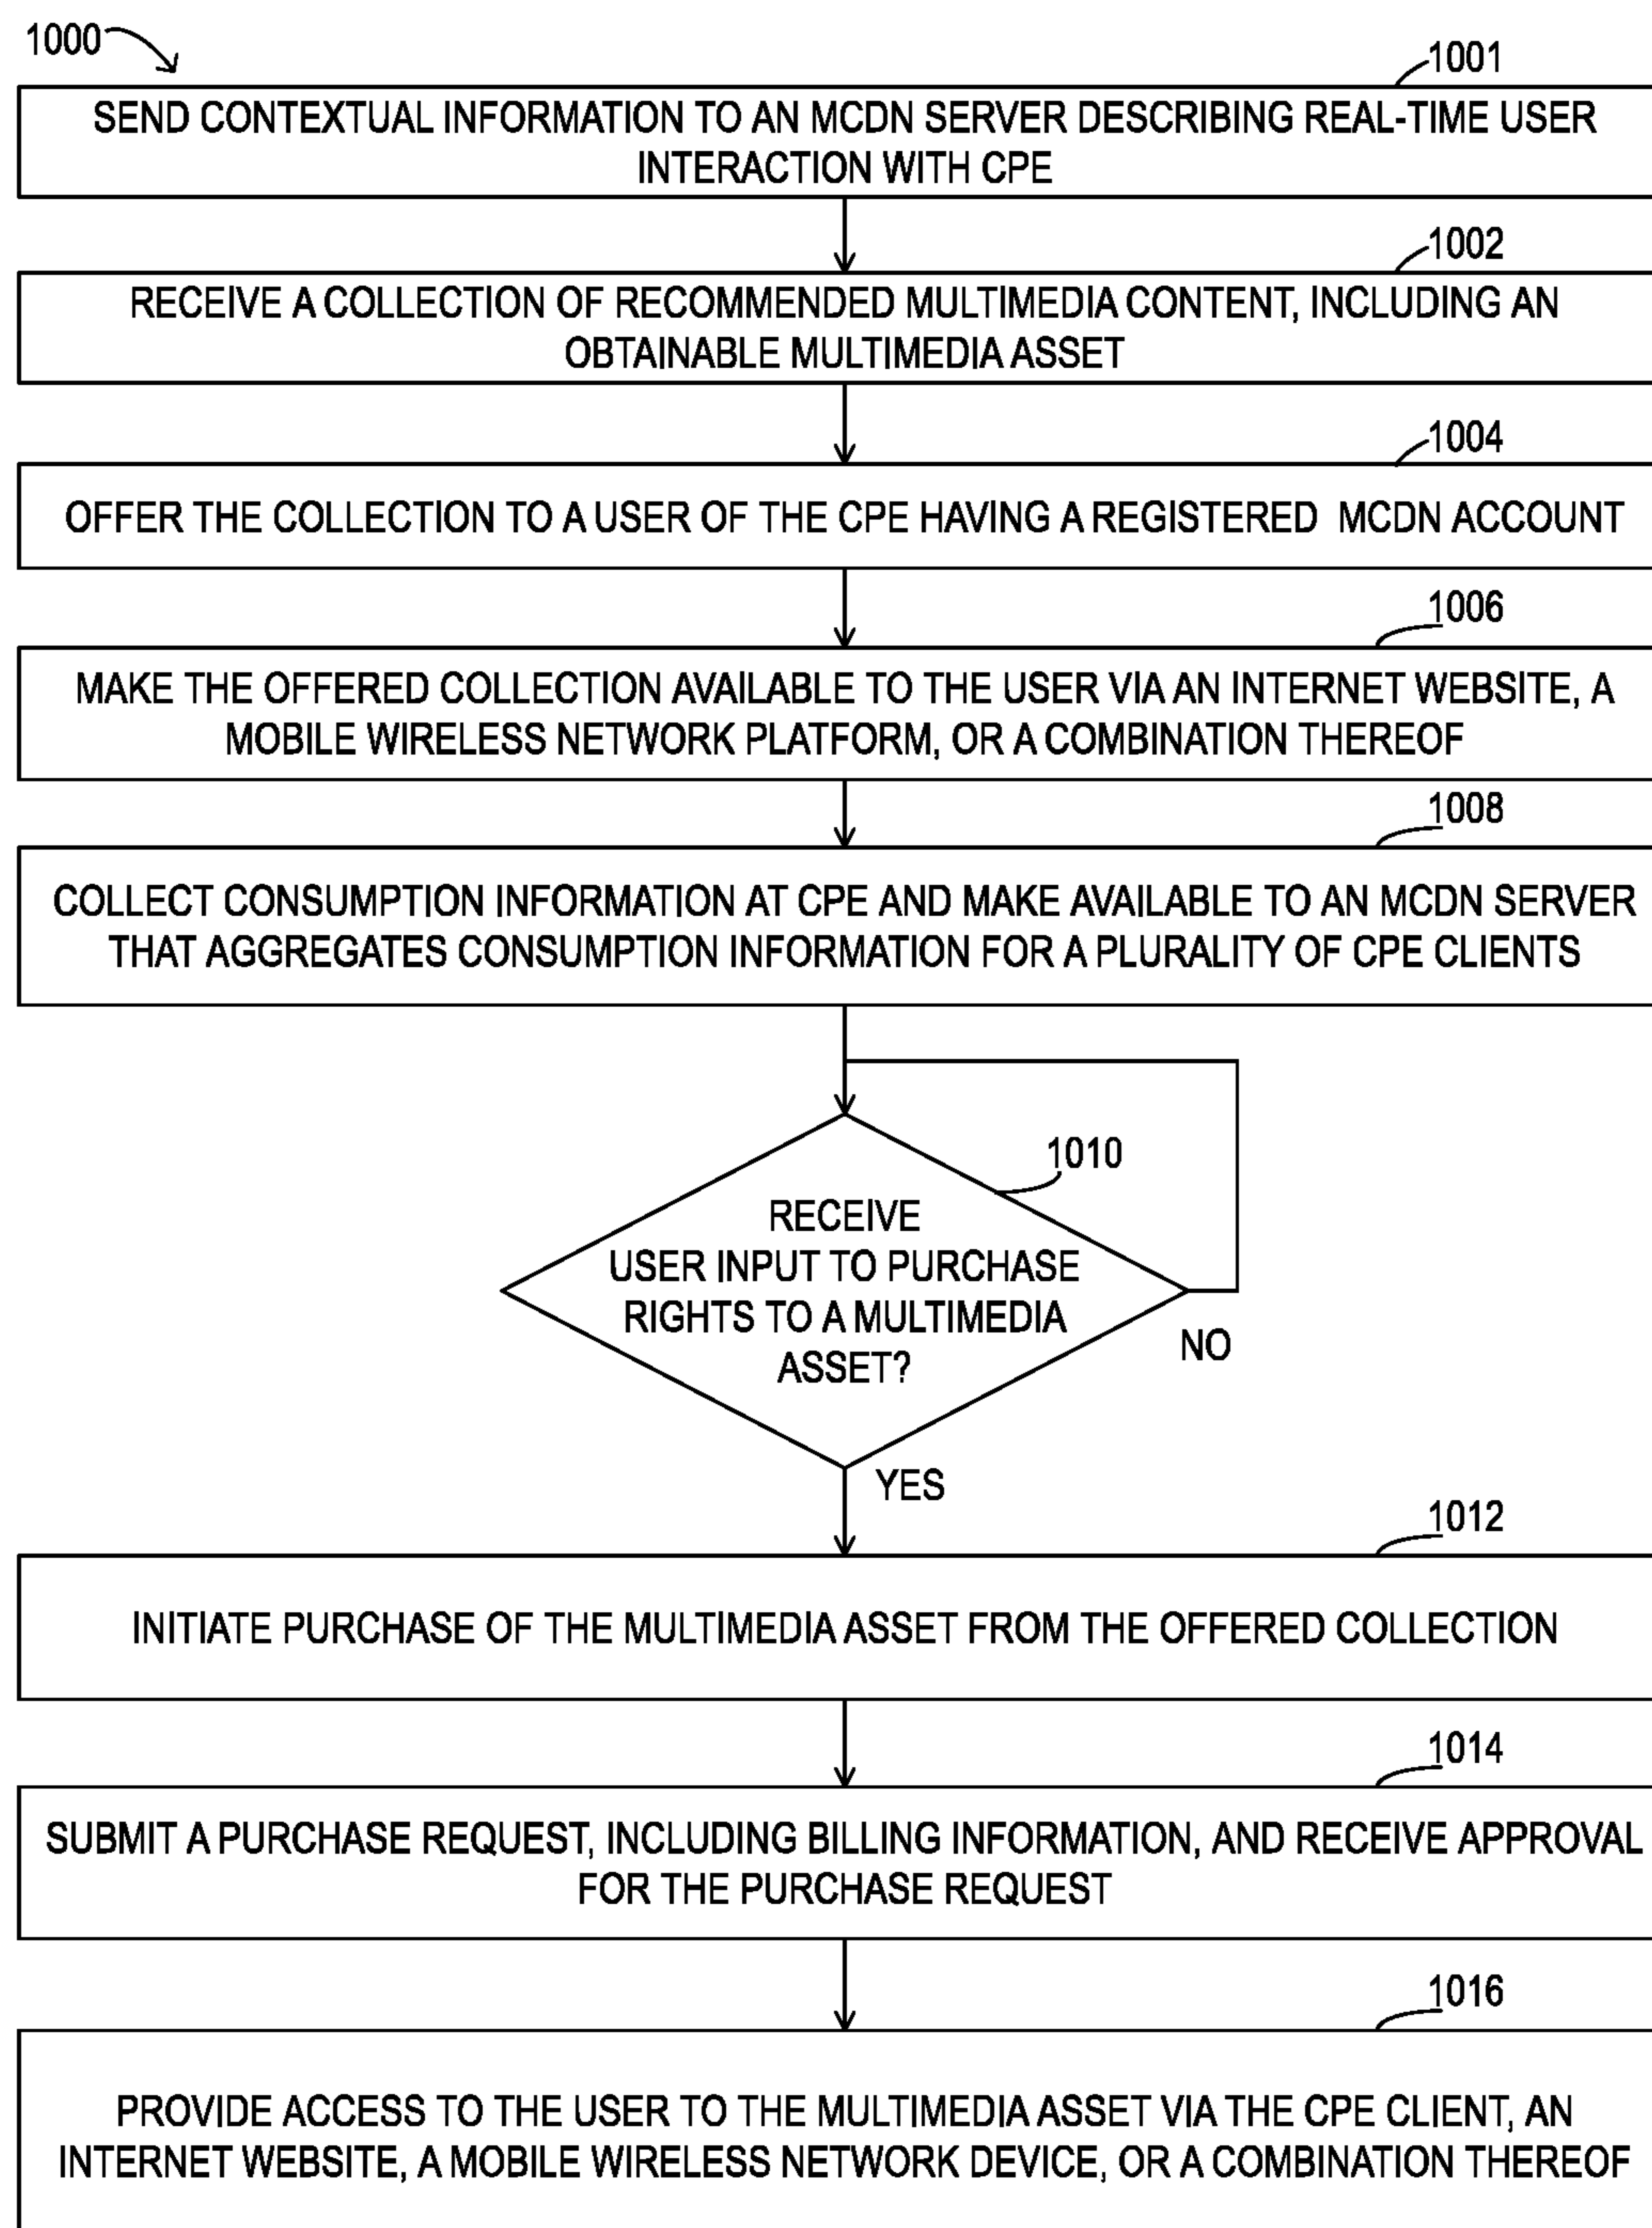 1000
1001
SEND CONTEXTUAL INFORMATION TO AN MCDN SERVER DESCRIBING REAL-TIME USER
INTERACTION WITH CPE
1002
RECEIVE A COLLECTION OF RECOMMENDED MULTIMEDIA CONTENT, INCLUDING AN
OBTAINABLE MULTIMEDIA ASSET
1004
OFFER THE COLLECTION TO A USER OF THE CPE HAVING A REGISTERED MCDN ACCOUNT
1006
MAKE THE OFFERED COLLECTION AVAILABLE TO THE USER VIA AN INTERNET WEBSITE, A
MOBILE WIRELESS NETWORK PLATFORM, OR A COMBINATION THEREOF
1008
COLLECT CONSUMPTION INFORMATION AT CPE AND MAKE AVAILABLE TO AN MCDN SERVER
THAT AGGREGATES CONSUMPTION INFORMATION FOR A PLURALITY OF CPE CLIENTS
1010
RECEIVE
USER INPUT TO PURCHASE
RIGHTS TO A MULTIMEDIA
ASSET?
NO
YES
1012
INITIATE PURCHASE OF THE MULTIMEDIA ASSET FROM THE OFFERED COLLECTION
1014
SUBMIT A PURCHASE REQUEST, INCLUDING BILLING INFORMATION, AND RECEIVE APPROVAL
FOR THE PURCHASE REQUEST
1016
PROVIDE ACCESS TO THE USER TO THE MULTIMEDIA ASSET VIA THE CPE CLIENT, AN
INTERNET WEBSITE, A MOBILE WIRELESS NETWORK DEVICE, OR A COMBINATION THEREOF